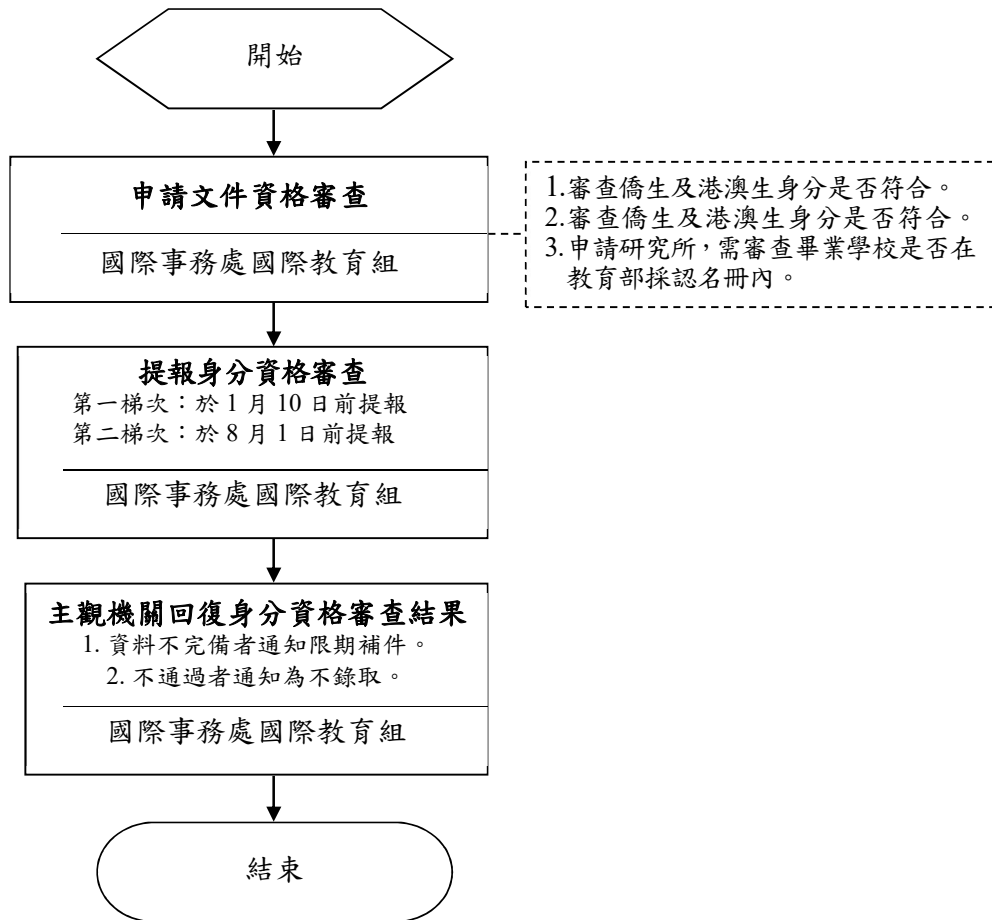 開始
申請文件資格審查
國際事務處國際教育組
1.審查僑生及港澳生身分是否符合。
2.審查僑生及港澳生身分是否符合。
3.申請研究所，需審查畢業學校是否在
教育部採認名冊內。
提報身分資格審查
第一梯次：於 1 月 10 日前提報
第二梯次：於 8 月 1 日前提報
國際事務處國際教育組
主觀機關回復身分資格審查結果
1. 資料不完備者通知限期補件。
2. 不通過者通知為不錄取。
國際事務處國際教育組
結束